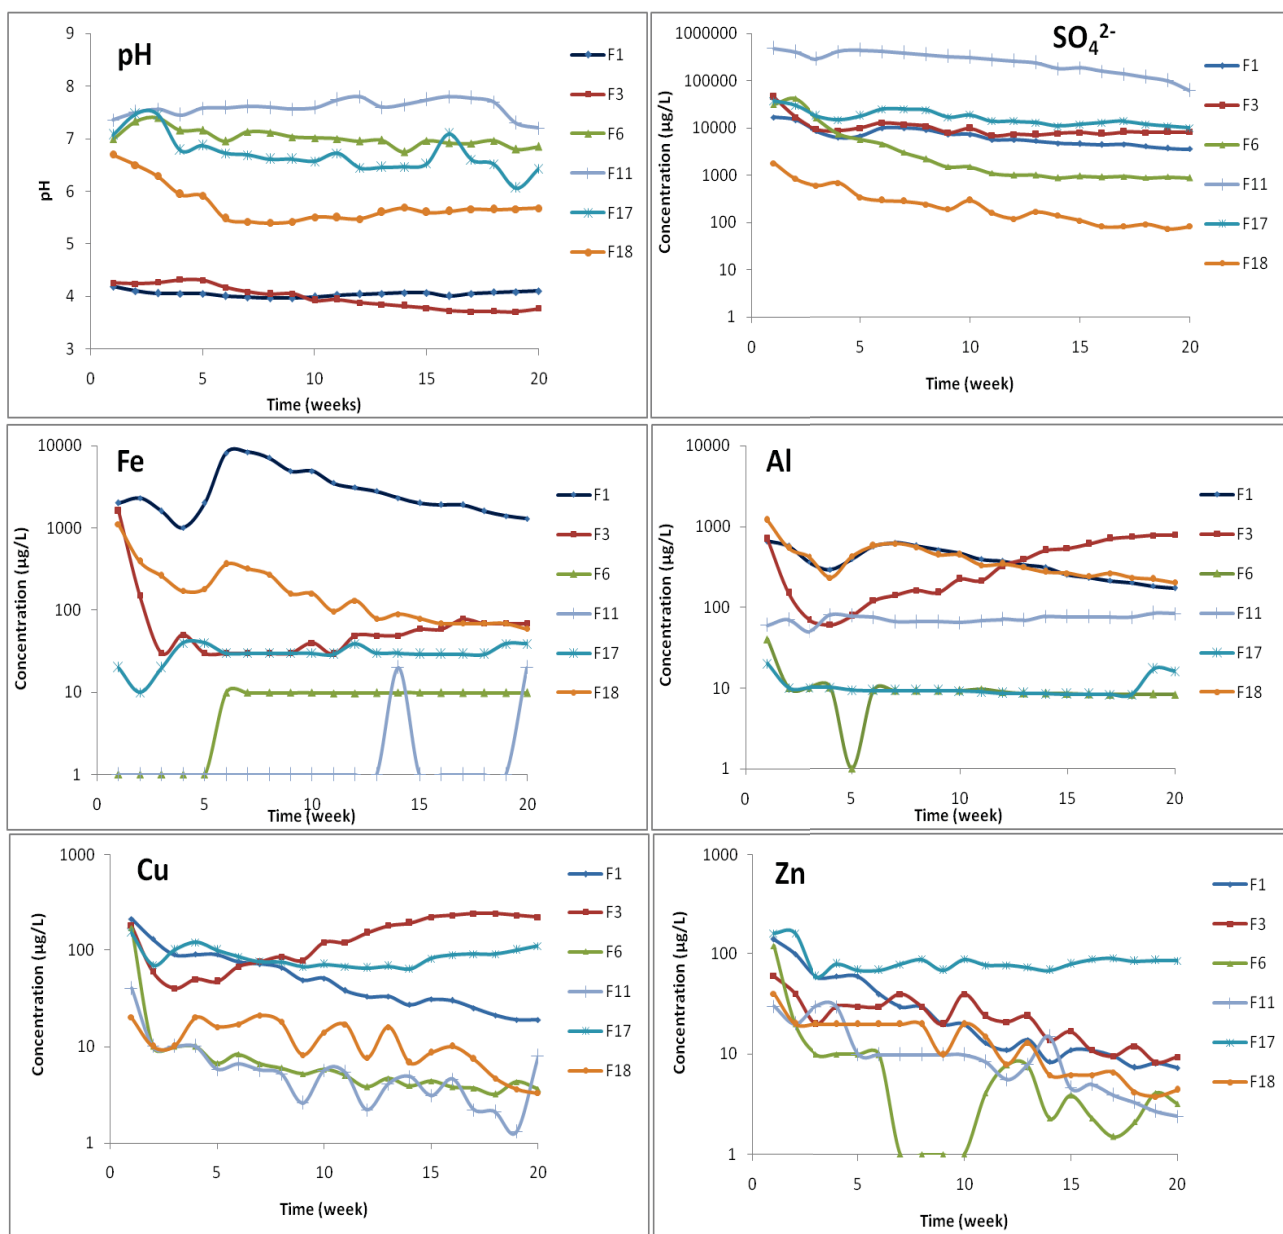 pH
9
8
7
6
5
4
3
pH
0 5 10 15 20
Time (weeks)
F1
F3
F6
F11
F17
F18
SO₄²⁻
1000000
100000
10000
1000
100
10
1
Concentration (µg/L)
0 5 10 15 20
Time (week)
F1
F3
F6
F11
F17
F18
Fe
10000
1000
100
10
1
Concentration (µg/L)
0 5 10 15 20
Time (week)
F1
F3
F6
F11
F17
F18
Al
10000
1000
100
10
1
Concentration (µg/L)
0 5 10 15 20
Time (week)
F1
F3
F6
F11
F17
F18
Cu
1000
100
10
1
Concentration (µg/L)
0 5 10 15 20
Time (week)
F1
F3
F6
F11
F17
F18
Zn
1000
100
10
1
Concentration (µg/L)
0 5 10 15 20
Time (week)
F1
F3
F6
F11
F17
F18